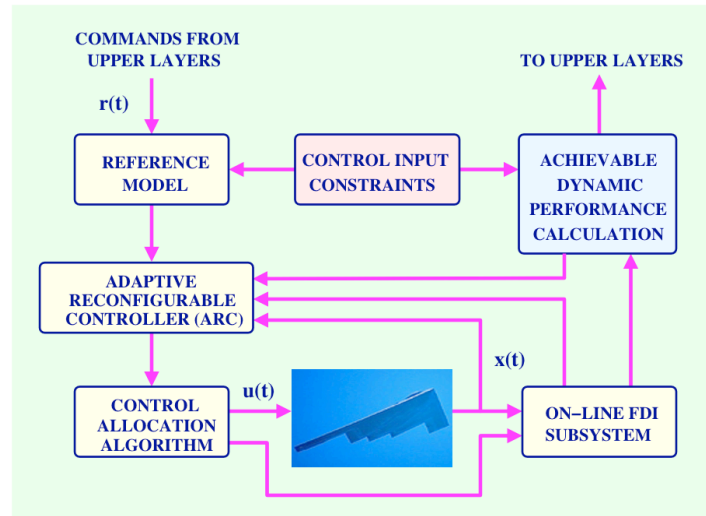 COMMANDS FROM
UPPER LAYERS
TO UPPER LAYERS
r(t)
REFERENCE
MODEL
CONTROL INPUT
CONSTRAINTS
ACHIEVABLE
DYNAMIC
PERFORMANCE
CALCULATION
ADAPTIVE
RECONFIGURABLE
CONTROLLER (ARC)
x(t)
u(t)
CONTROL
ALLOCATION
ALGORITHM
ON–LINE FDI
SUBSYSTEM